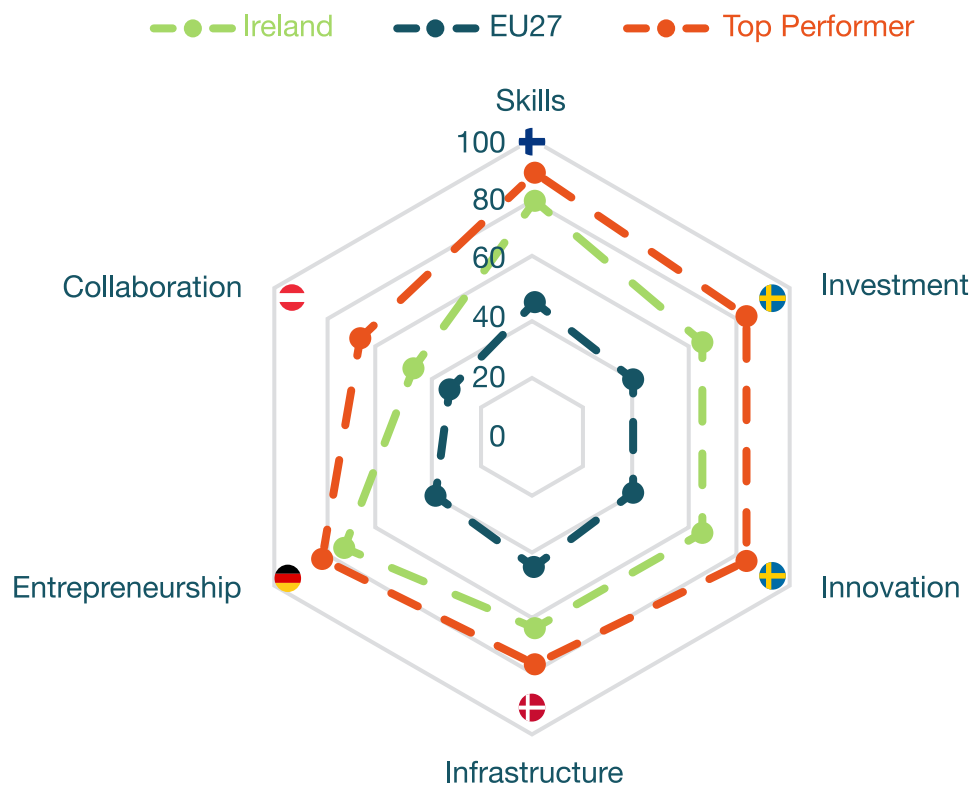 Ireland EU27 Top Performer
Skills
100
80
60
40
20
0
Collaboration
Investment
Entrepreneurship
Innovation
Infrastructure